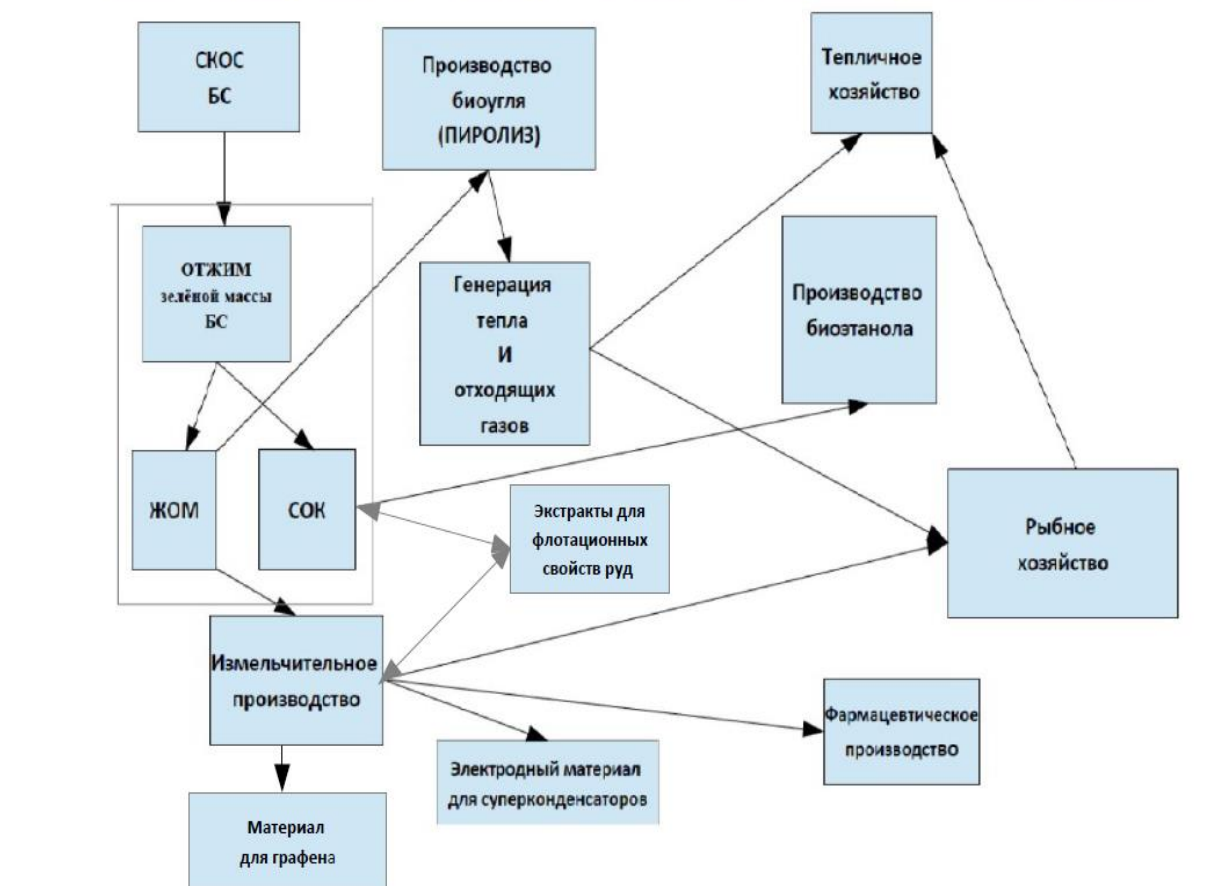 СКОС
БС
Производство
биоугля
(ПИРОЛИЗ)
Тепличное
хозяйство
ОТЖИМ
зелёной массы
БС
Генерация
тепла
И
отходящих
газов
Производство
биоэтанола
ЖОМ
СОК
Экстракты для
флотационных
свойств руд
Рыбное
хозяйство
Измельчительное
производство
Фармацевтическое
производство
Электродный материал
для суперконденсаторов
Материал
для графена